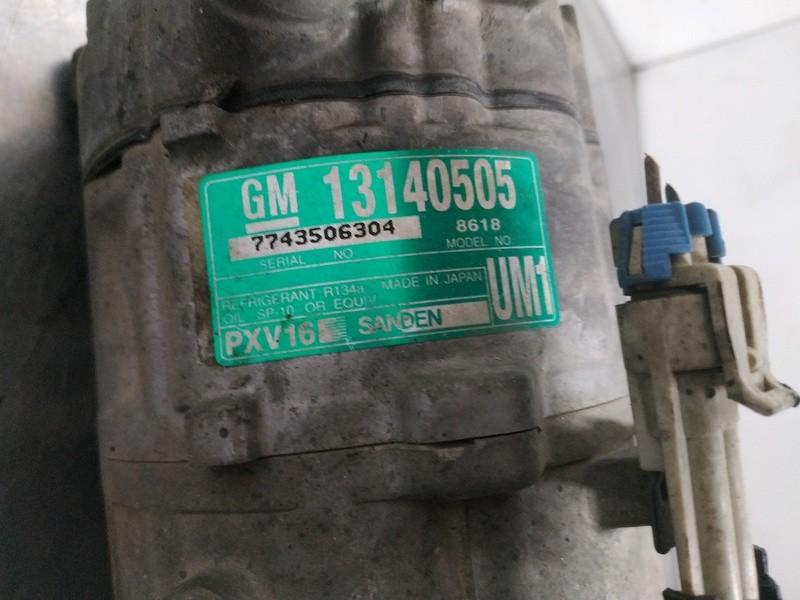 GM 13140505
7743506304 8618
SERIAL NO MODEL NO
REFRIGERANT R134a MADE IN JAPAN
OIL SP-10 OR EQUIV UM1
PXV16 SANDEN